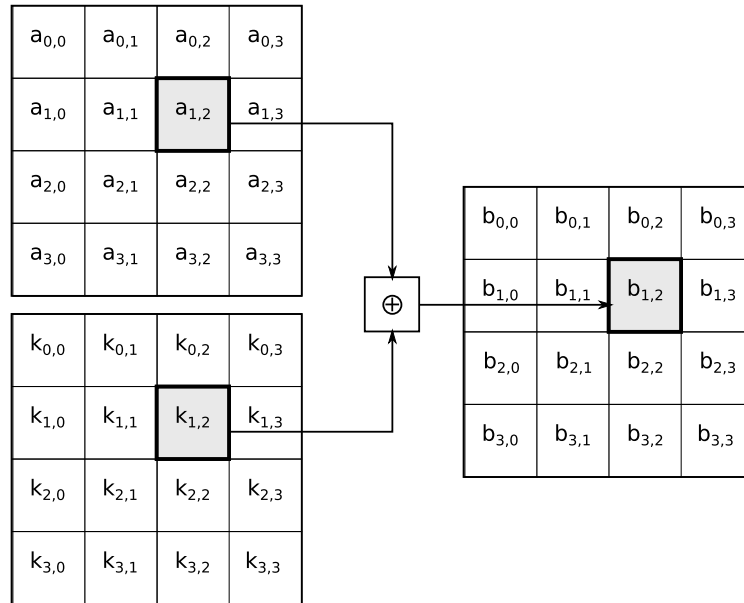 a0,0 a0,1 a0,2 a0,3
a1,0 a1,1 a1,2 a1,3
a2,0 a2,1 a2,2 a2,3
a3,0 a3,1 a3,2 a3,3
k0,0 k0,1 k0,2 k0,3
k1,0 k1,1 k1,2 k1,3
k2,0 k2,1 k2,2 k2,3
k3,0 k3,1 k3,2 k3,3
⊕
b0,0 b0,1 b0,2 b0,3
b1,0 b1,1 b1,2 b1,3
b2,0 b2,1 b2,2 b2,3
b3,0 b3,1 b3,2 b3,3